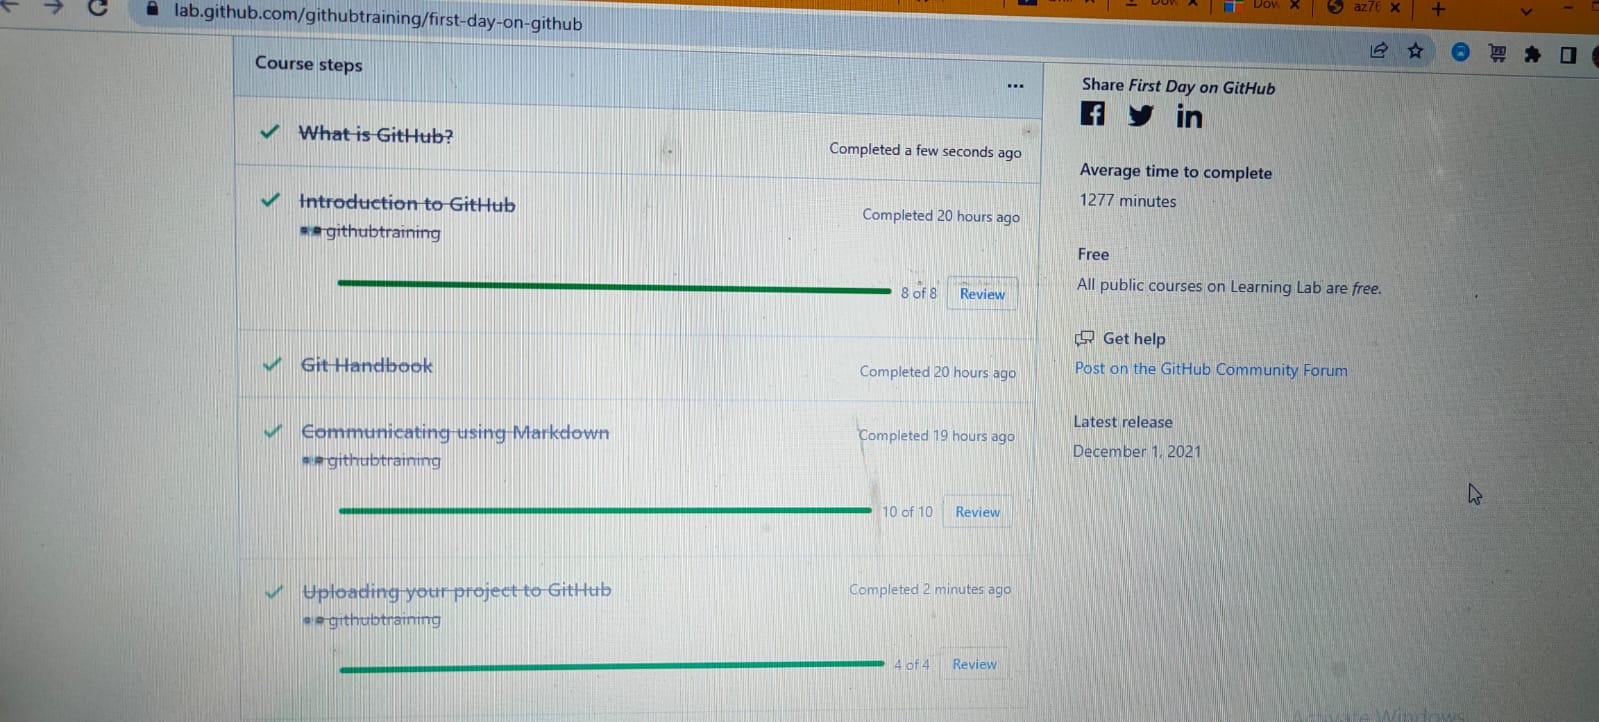 lab.github.com/githubtraining/first-day-on-github
Dow
az76
Course steps
What is GitHub?
Completed a few seconds ago
Introduction to GitHub
githubtraining
Completed 20 hours ago
8 of 8 Review
Git Handbook
Completed 20 hours ago
Communicating using Markdown
githubtraining
Completed 19 hours ago
10 of 10 Review
Uploading your project to GitHub
githubtraining
Completed 2 minutes ago
4 of 4 Review
Share First Day on GitHub
Average time to complete
1277 minutes
Free
All public courses on Learning Lab are free.
Get help
Post on the GitHub Community Forum
Latest release
December 1, 2021
Activate Windows